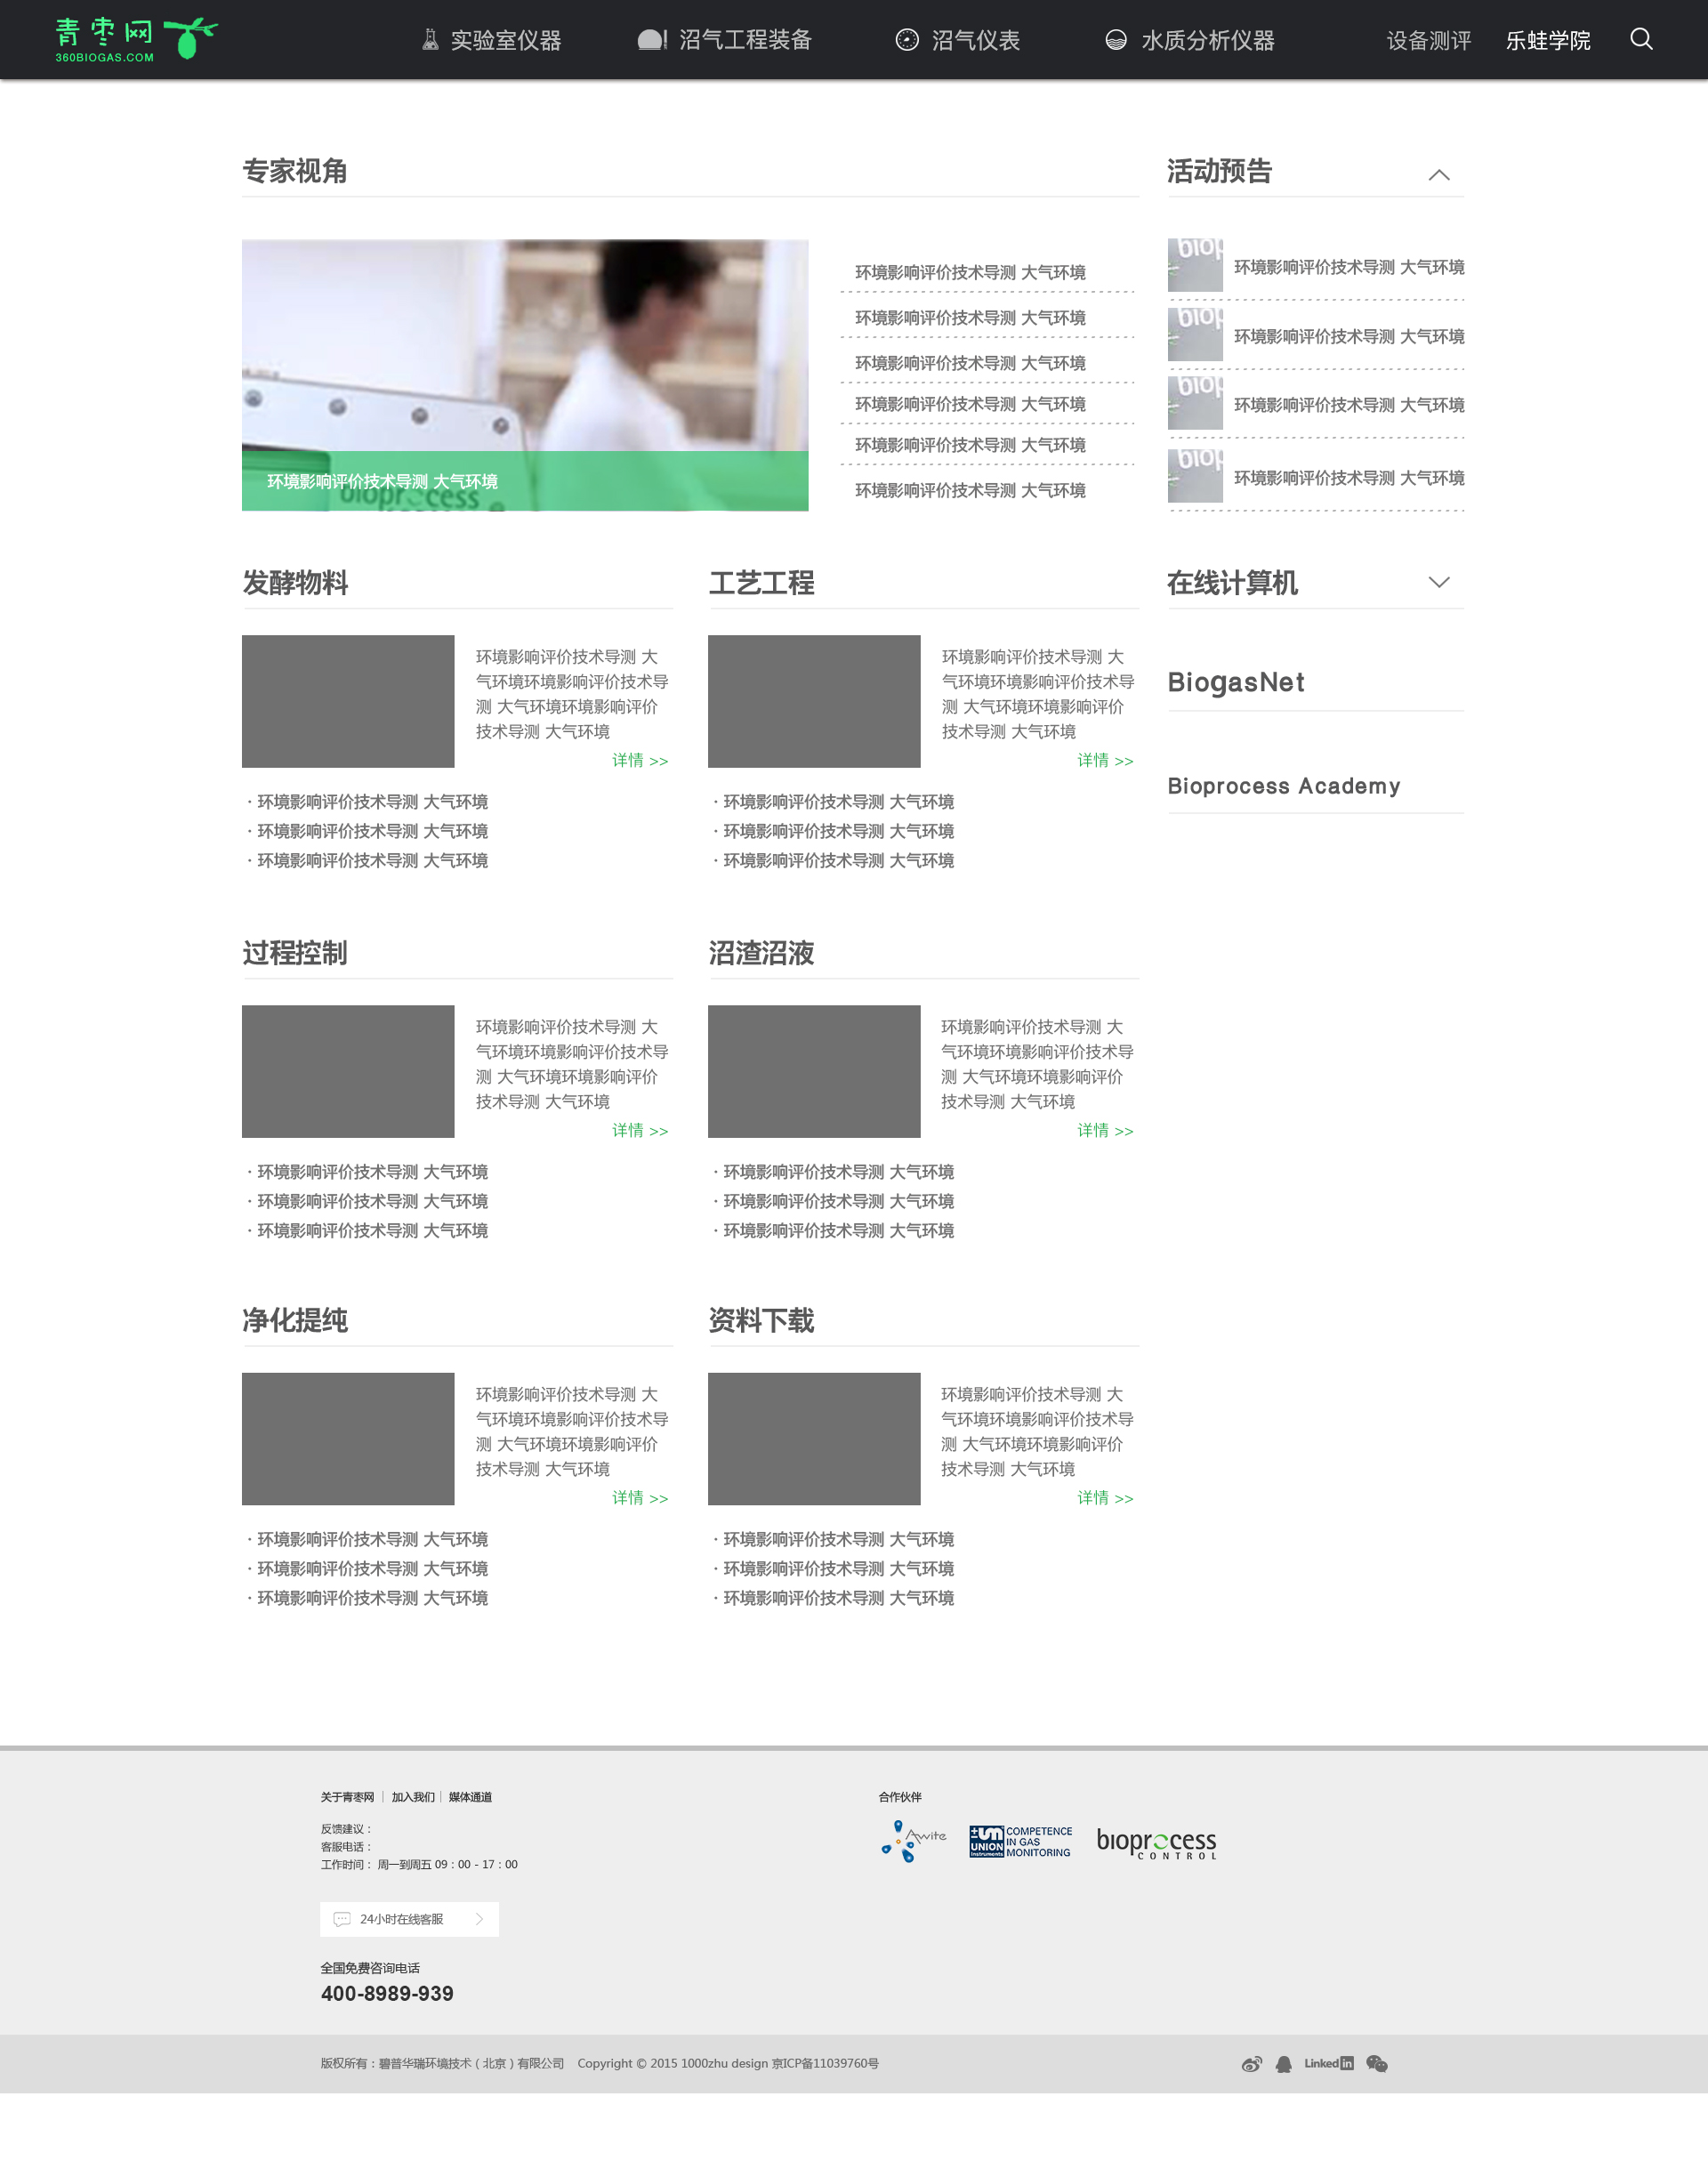 青枣网
360BIOGAS.COM
实验室仪器
沼气工程装备
沼气仪表
水质分析仪器
设备测评
乐蛙学院
专家视角
环境影响评价技术导测 大气环境
bioprocess
环境影响评价技术导测 大气环境
环境影响评价技术导测 大气环境
环境影响评价技术导测 大气环境
环境影响评价技术导测 大气环境
环境影响评价技术导测 大气环境
环境影响评价技术导测 大气环境
活动预告
biop
环境影响评价技术导测 大气环境
biop
环境影响评价技术导测 大气环境
biop
环境影响评价技术导测 大气环境
biop
环境影响评价技术导测 大气环境
发酵物料
环境影响评价技术导测 大
气环境环境影响评价技术导
测 大气环境环境影响评价
技术导测 大气环境
详情 >>
· 环境影响评价技术导测 大气环境
· 环境影响评价技术导测 大气环境
· 环境影响评价技术导测 大气环境
工艺工程
环境影响评价技术导测 大
气环境环境影响评价技术导
测 大气环境环境影响评价
技术导测 大气环境
详情 >>
· 环境影响评价技术导测 大气环境
· 环境影响评价技术导测 大气环境
· 环境影响评价技术导测 大气环境
在线计算机
BiogasNet
Bioprocess Academy
过程控制
环境影响评价技术导测 大
气环境环境影响评价技术导
测 大气环境环境影响评价
技术导测 大气环境
详情 >>
· 环境影响评价技术导测 大气环境
· 环境影响评价技术导测 大气环境
· 环境影响评价技术导测 大气环境
沼渣沼液
环境影响评价技术导测 大
气环境环境影响评价技术导
测 大气环境环境影响评价
技术导测 大气环境
详情 >>
· 环境影响评价技术导测 大气环境
· 环境影响评价技术导测 大气环境
· 环境影响评价技术导测 大气环境
净化提纯
环境影响评价技术导测 大
气环境环境影响评价技术导
测 大气环境环境影响评价
技术导测 大气环境
详情 >>
· 环境影响评价技术导测 大气环境
· 环境影响评价技术导测 大气环境
· 环境影响评价技术导测 大气环境
资料下载
环境影响评价技术导测 大
气环境环境影响评价技术导
测 大气环境环境影响评价
技术导测 大气环境
详情 >>
· 环境影响评价技术导测 大气环境
· 环境影响评价技术导测 大气环境
· 环境影响评价技术导测 大气环境
关于青枣网 | 加入我们 | 媒体通道
反馈建议：
客服电话：
工作时间： 周一到周五 09：00 - 17：00
24小时在线客服
全国免费咨询电话
400-8989-939
合作伙伴
Awite
UNION
Instruments
COMPETENCE
IN GAS
MONITORING
bioprocess
CONTROL
版权所有：碧普华瑞环境技术（北京）有限公司 Copyright © 2015 1000zhu design 京ICP备11039760号
Linked in